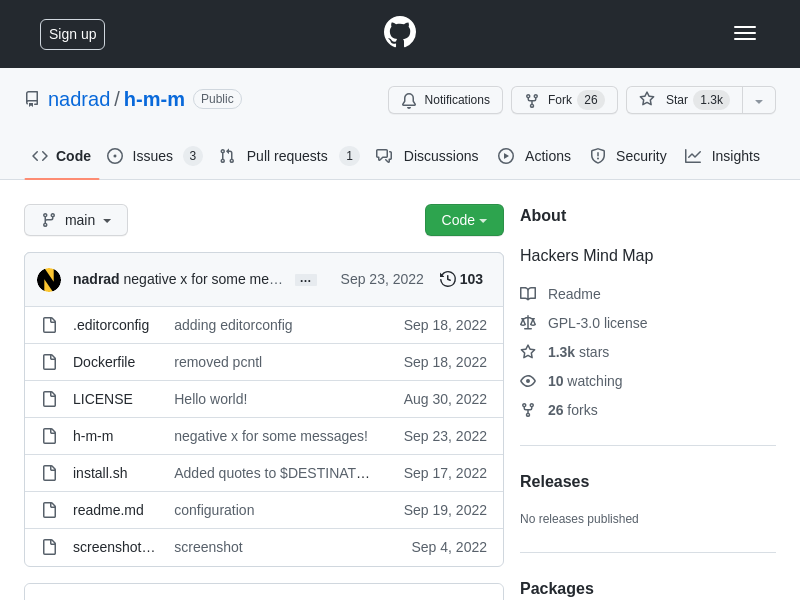 Sign up
nadrad / h-m-m Public
Notifications Fork 26 Star 1.3k
Code Issues 3 Pull requests 1 Discussions Actions Security Insights
main Code
nadrad negative x for some me… … Sep 23, 2022 103
.editorconfig adding editorconfig Sep 18, 2022
Dockerfile removed pcntl Sep 18, 2022
LICENSE Hello world! Aug 30, 2022
h-m-m negative x for some messages! Sep 23, 2022
install.sh Added quotes to $DESTINAT… Sep 17, 2022
readme.md configuration Sep 19, 2022
screenshot… screenshot Sep 4, 2022
About
Hackers Mind Map
Readme
GPL-3.0 license
1.3k stars
10 watching
26 forks
Releases
No releases published
Packages